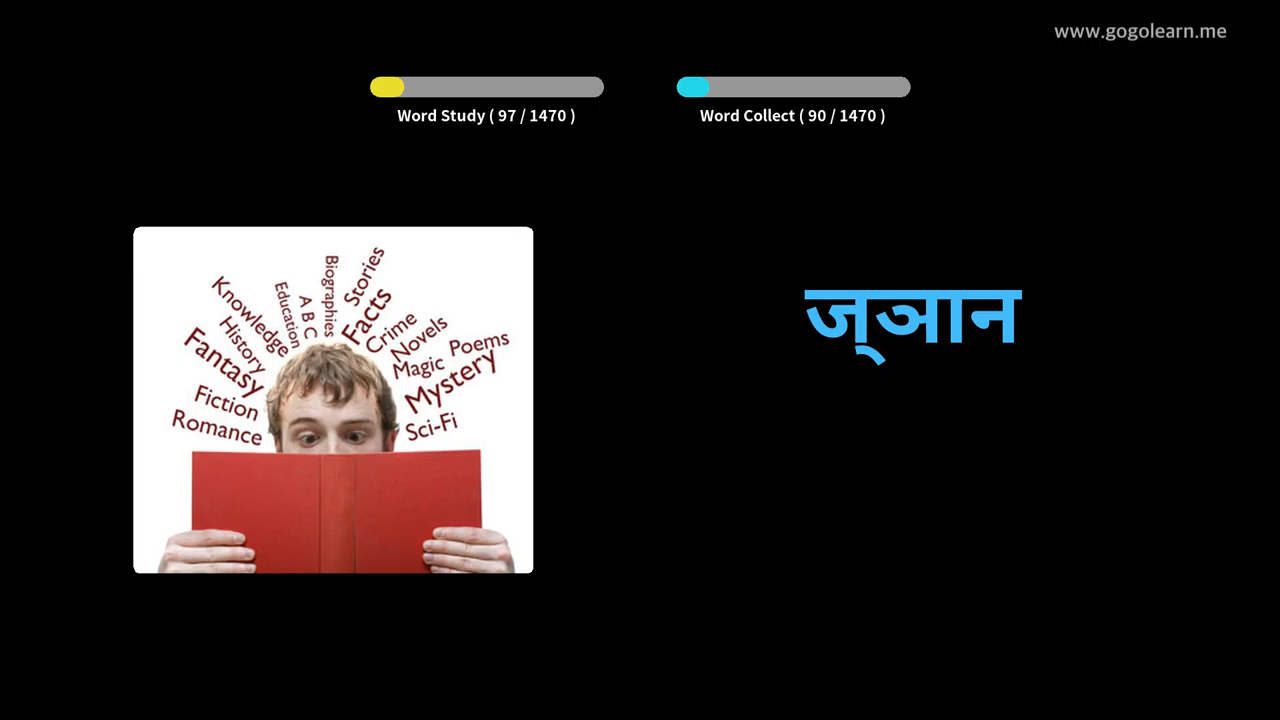 www.gogolearn.me
Word Study ( 97 / 1470 )
Word Collect ( 90 / 1470 )
Biographies
Stories
Education
A B C
Facts
Knowledge
Crime
History
Novels
Poems
Fantasy
Magic
Mystery
Fiction
Romance
Sci-Fi
ज्‌ञान